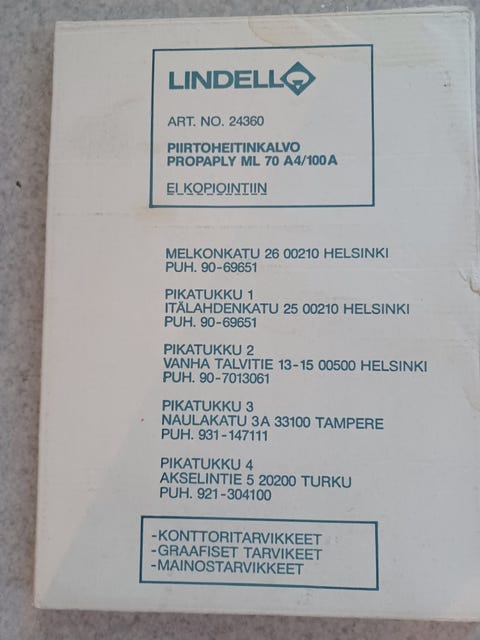 LINDELL
ART. NO. 24360
PIIRTOHEITINKALVO
PROPAPLY ML 70 A4/100A
EI KOPIOINTIIN
MELKONKATU 26 00210 HELSINKI
PUH. 90-69651
PIKATUKKU 1
ITÄLAHDENKATU 25 00210 HELSINKI
PUH. 90-69651
PIKATUKKU 2
VANHA TALVITIE 13-15 00500 HELSINKI
PUH. 90-7013061
PIKATUKKU 3
NAULAKATU 3A 33100 TAMPERE
PUH. 931-147111
PIKATUKKU 4
AKSELINTIE 5 20200 TURKU
PUH. 921-304100
-KONTTORITARVIKKEET
-GRAAFISET TARVIKEET
-MAINOSTARVIKKEET